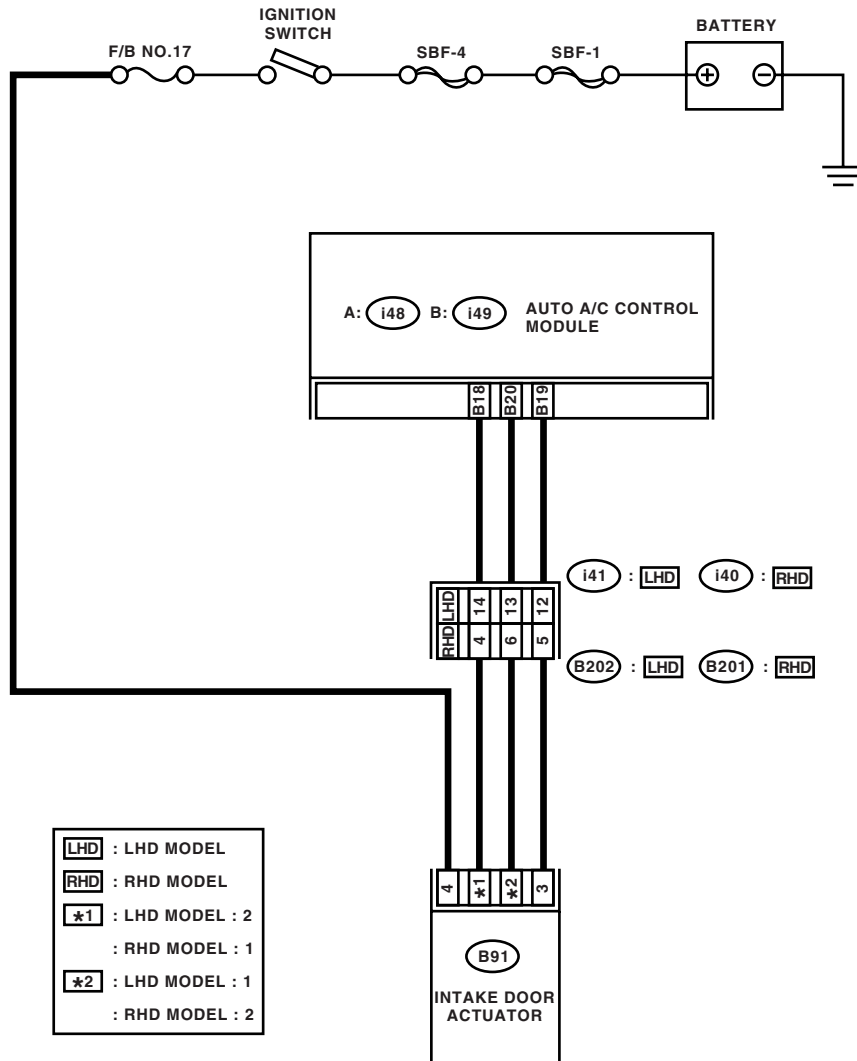 IGNITION
SWITCH
BATTERY
F/B NO.17
SBF-4
SBF-1
A: i48 B: i49 AUTO A/C CONTROL
MODULE
B18 B20 B19
i41 : LHD i40 : RHD
LHD 14 13 12
RHD 4 6 5
B202 : LHD B201 : RHD
LHD : LHD MODEL
RHD : RHD MODEL
*1 : LHD MODEL : 2
: RHD MODEL : 1
*2 : LHD MODEL : 1
: RHD MODEL : 2
4 *1 *2 3
B91
INTAKE DOOR
ACTUATOR